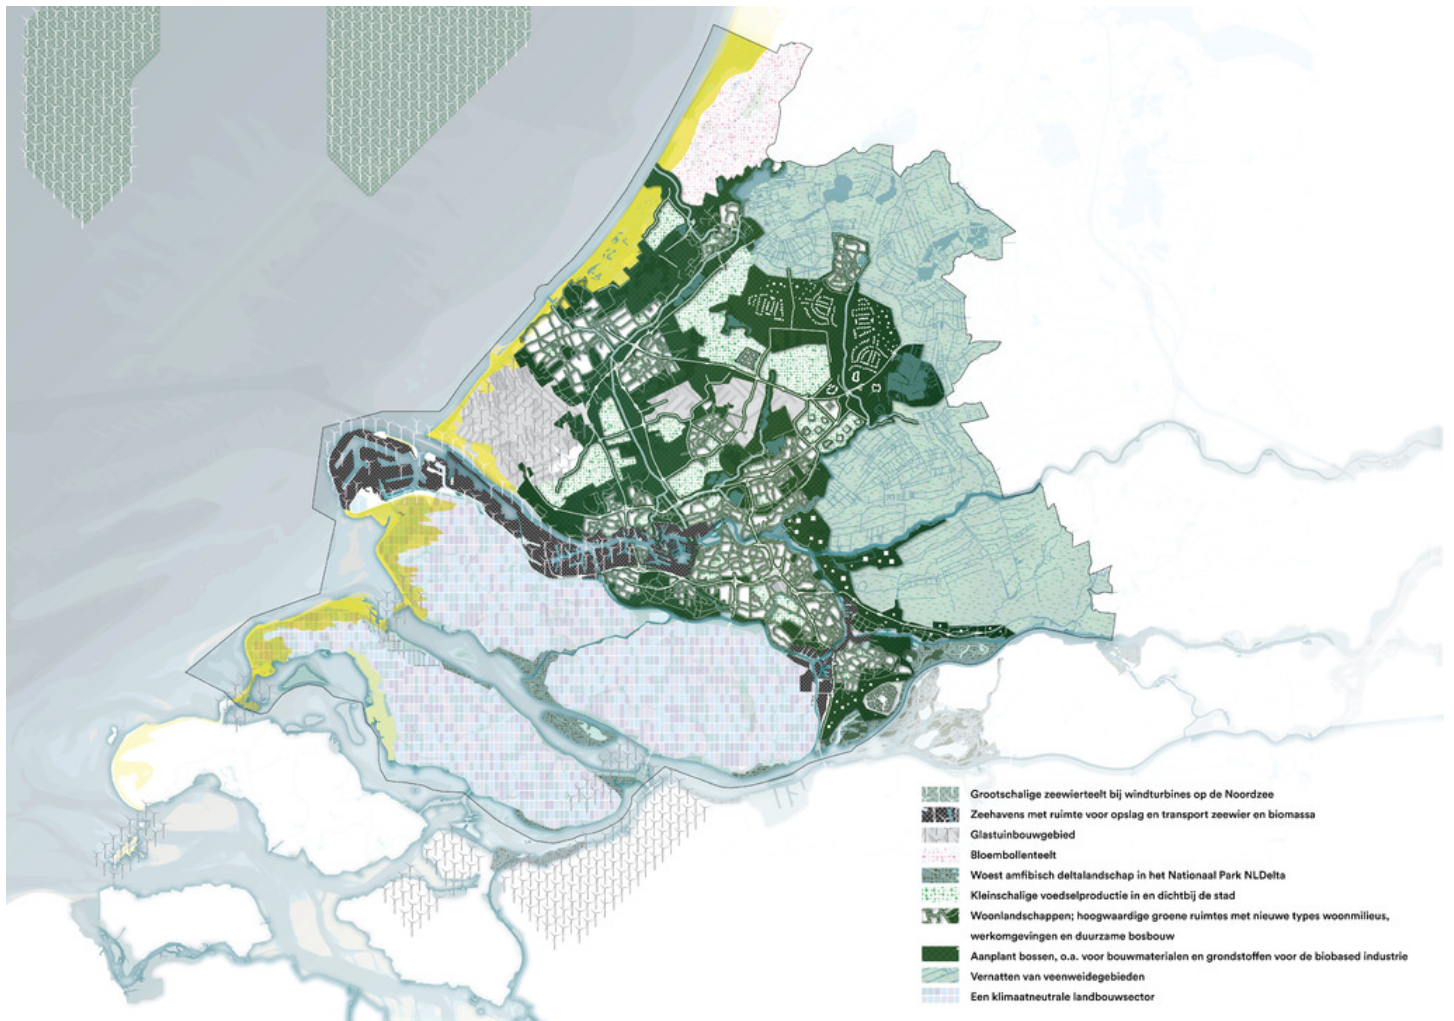 Grootschalige zeewierteelt bij windturbines op de Noordzee
Zeehavens met ruimte voor opslag en transport zeewier en biomassa
Glastuinbouwgebied
Bloembollenteelt
Woest amfibisch deltalandschap in het Nationaal Park NLDelta
Kleinschalige voedselproductie in en dichtbij de stad
Woonlandschappen; hoogwaardige groene ruimtes met nieuwe types woonmilieus,
werkomgevingen en duurzame bosbouw
Aanplant bossen, o.a. voor bouwmaterialen en grondstoffen voor de biobased industrie
Vernatten van veenweidegebieden
Een klimaatneutrale landbouwsector